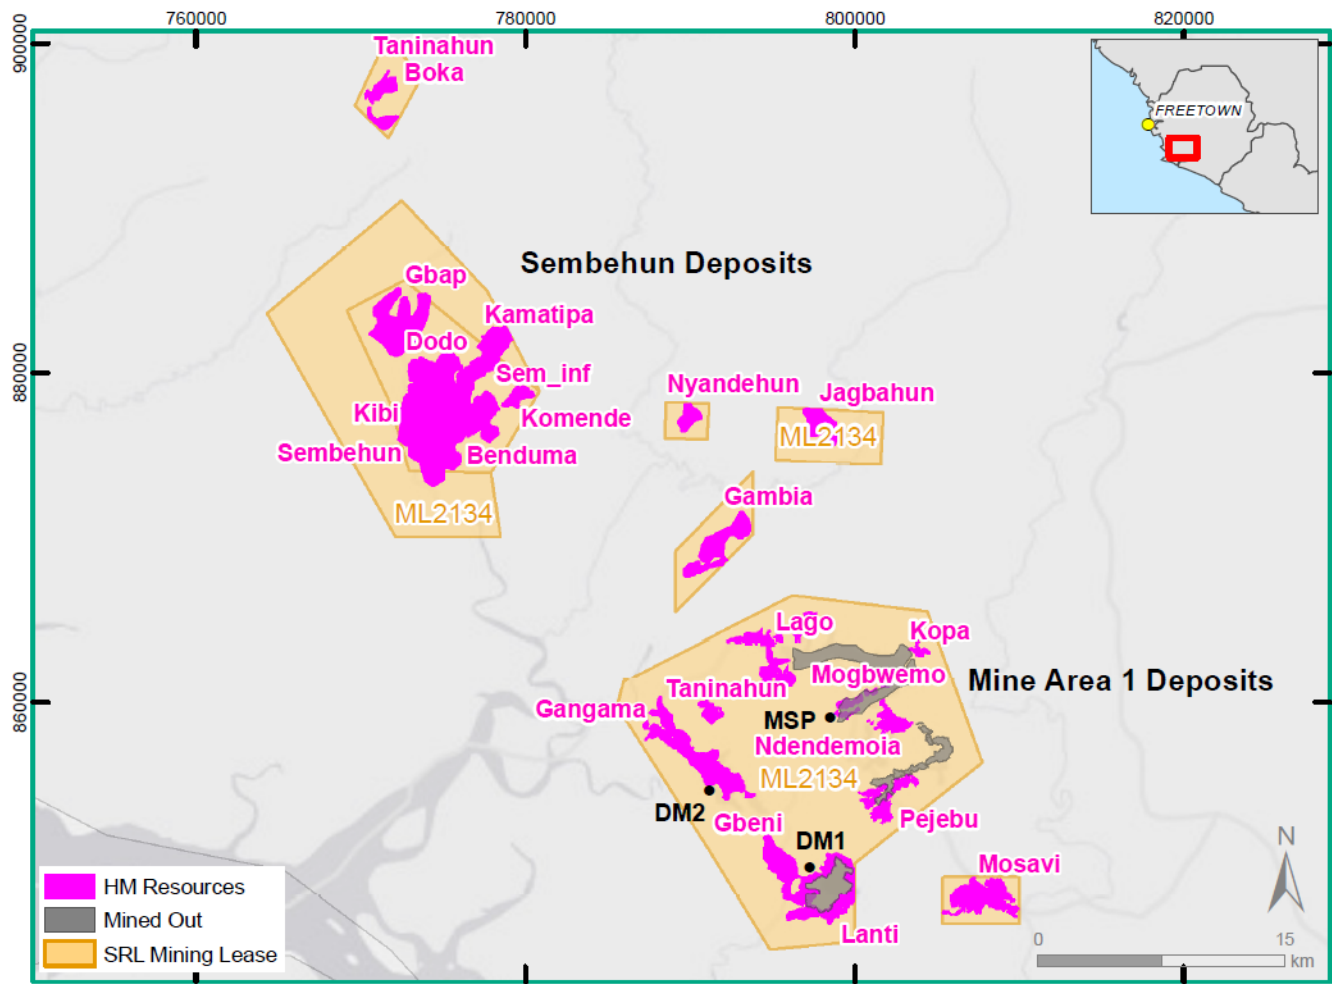 760000
780000
800000
820000
900000
880000
860000
Taninahun
Boka
FREETOWN
Sembehun Deposits
Gbap
Kamatipa
Dodo
Sem_inf
Nyandehun
Jagbahun
Kibi
Komende
ML2134
Sembehun
Benduma
Gambia
ML2134
Lago
Kopa
Mogbwemo
Mine Area 1 Deposits
Taninahun
Gangama
MSP
Ndendemoia
ML2134
DM2
Gbeni
Pejebu
DM1
Mosavi
Lanti
N
HM Resources
Mined Out
SRL Mining Lease
0
15
km